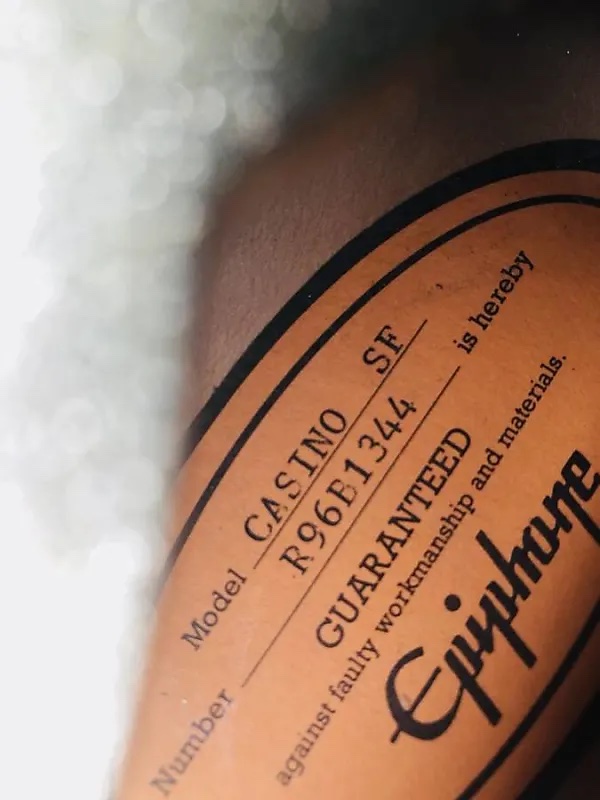 Model CASINO SF
Number R96B1344 is hereby
GUARANTEED
against faulty workmanship and materials.
Epiphone